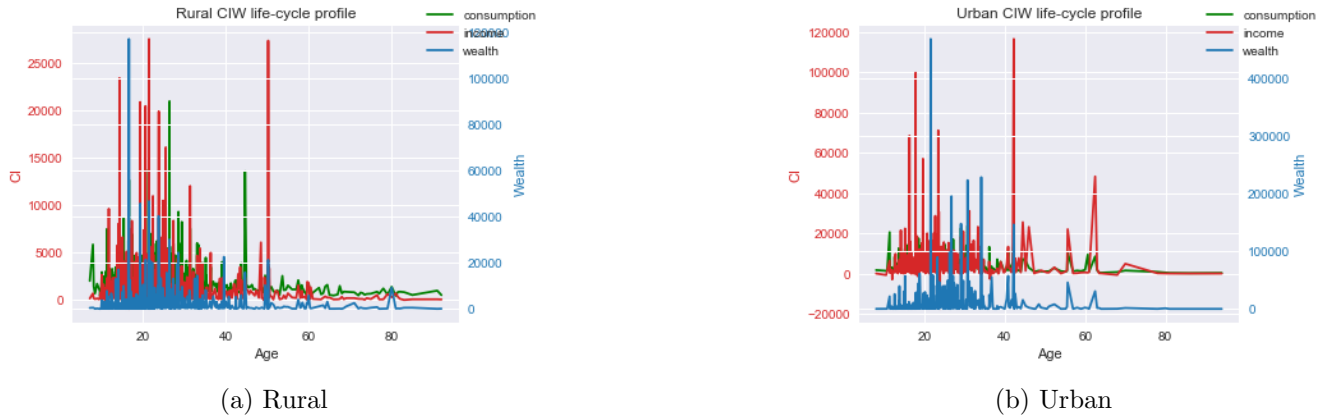 Rural CIW life-cycle profile
consumption
income
wealth
120000
100000
80000
60000
40000
20000
0
Wealth
25000
20000
15000
10000
5000
0
CI
20
40
60
80
Age
(a) Rural
Urban CIW life-cycle profile
consumption
income
wealth
120000
100000
80000
60000
40000
20000
0
−20000
CI
400000
300000
200000
100000
0
Wealth
20
40
60
80
Age
(b) Urban